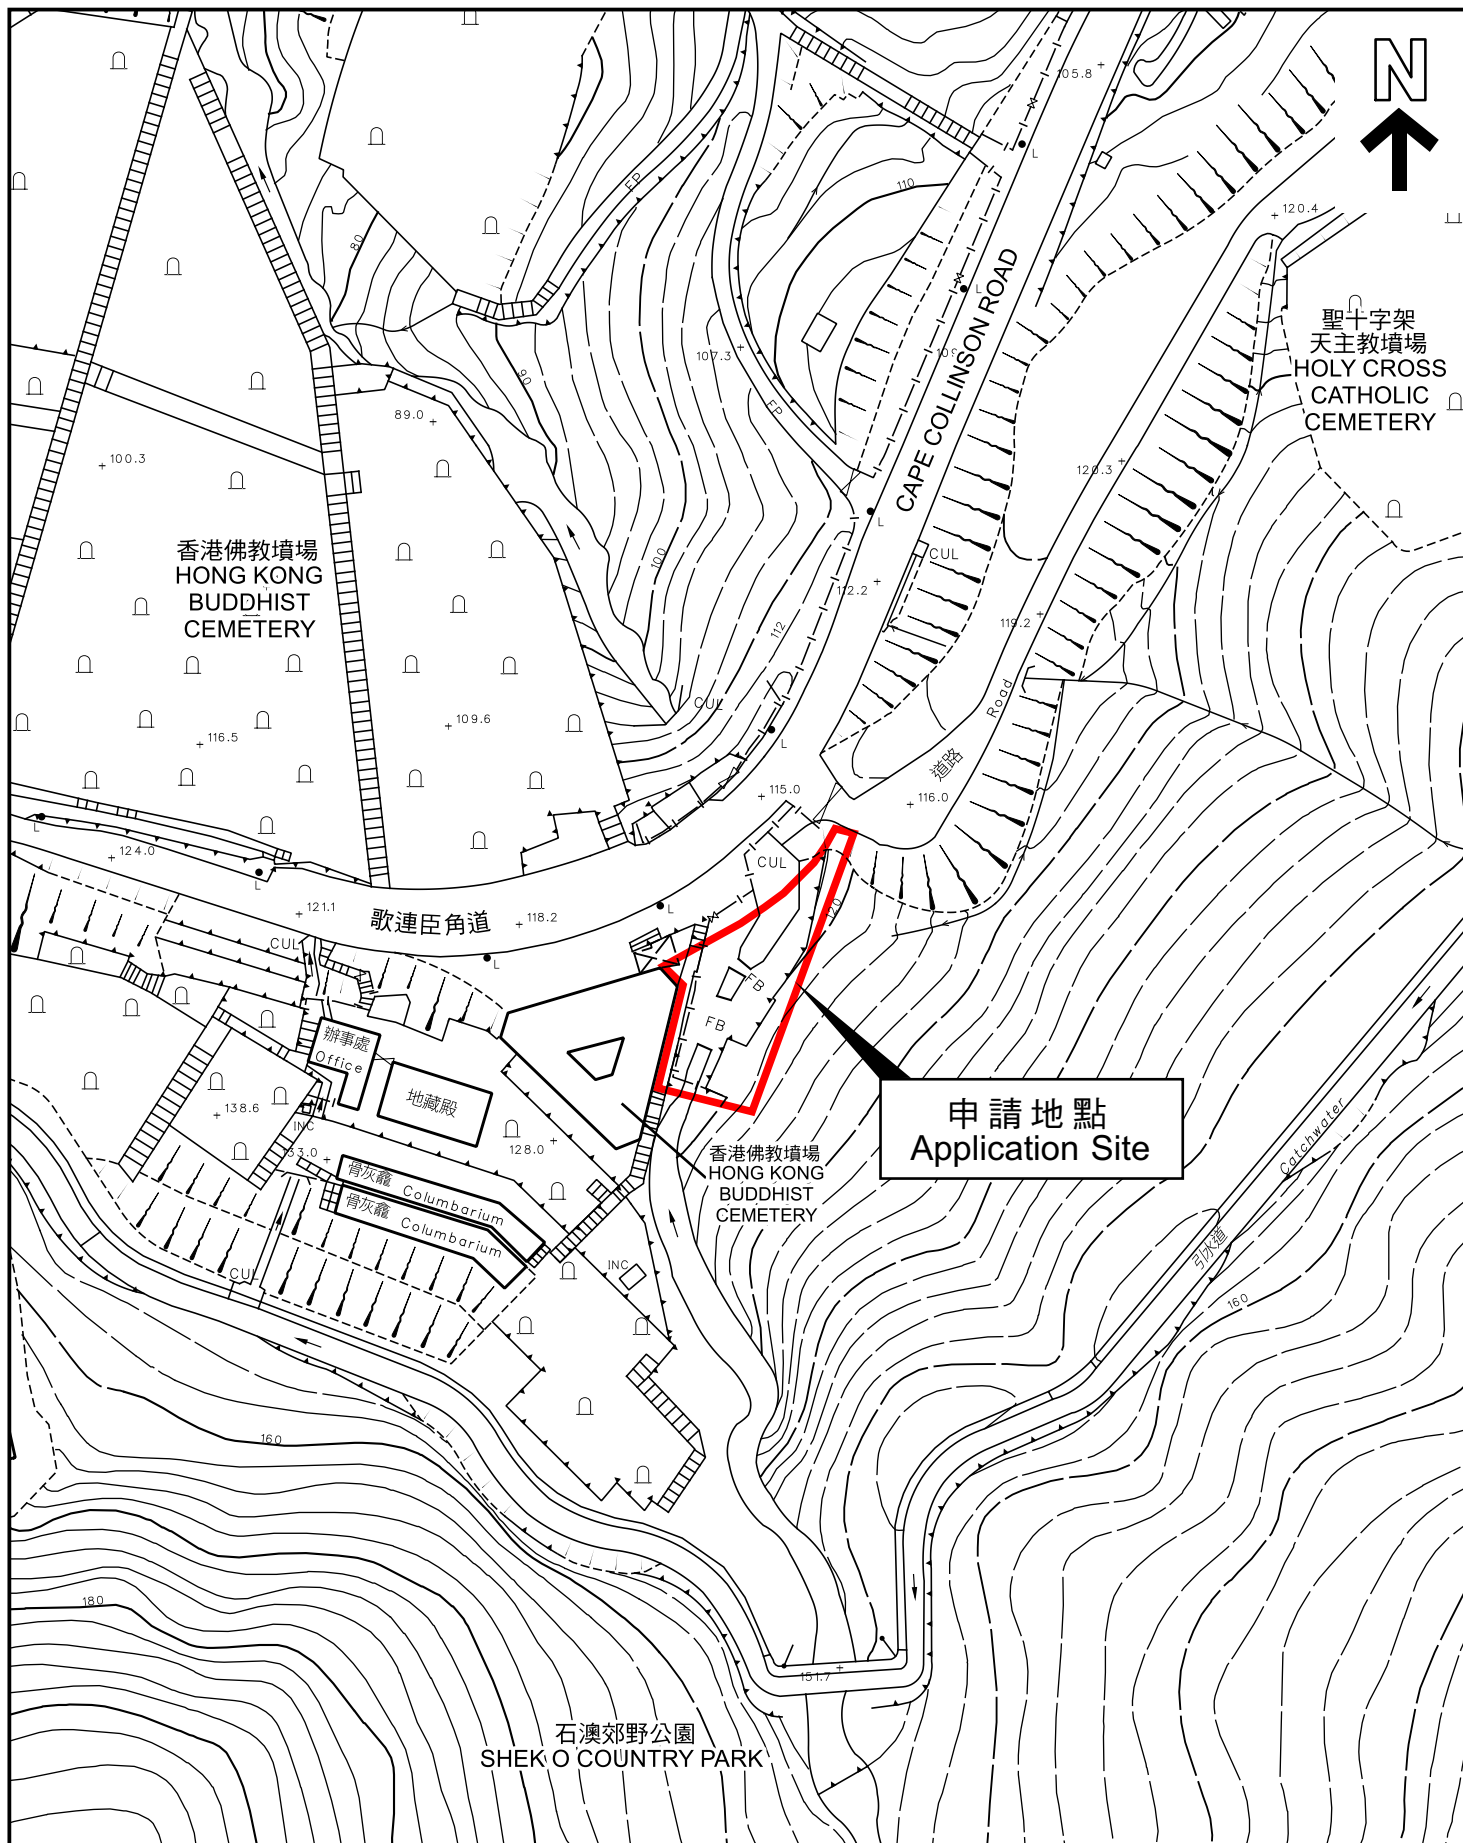 N
105.8
120.4
110
FP
80
聖十字架
天主教墳場
HOLY CROSS
CATHOLIC
CEMETERY
107.3
90
FP
CAPE COLLINSON ROAD
89.0
100.3
120.3
香港佛教墳場
HONG KONG
BUDDHIST
CEMETERY
100
CUL
112.2
112
119.2
Road
道路
CUL
109.6
116.5
115.0
116.0
L
L
L
L
L
L
L
L
124.0
CUL
121.1
歌連臣角道
118.2
120
CUL
FB
FB
辦事處
Office
地藏殿
申請地點
Application Site
138.6
INC
133.0
128.0
骨灰龕 Columbarium
骨灰龕 Columbarium
香港佛教墳場
HONG KONG
BUDDHIST
CEMETERY
Catchwater
引水道
CUL
INC
160
160
180
151.7
石澳郊野公園
SHEK O COUNTRY PARK